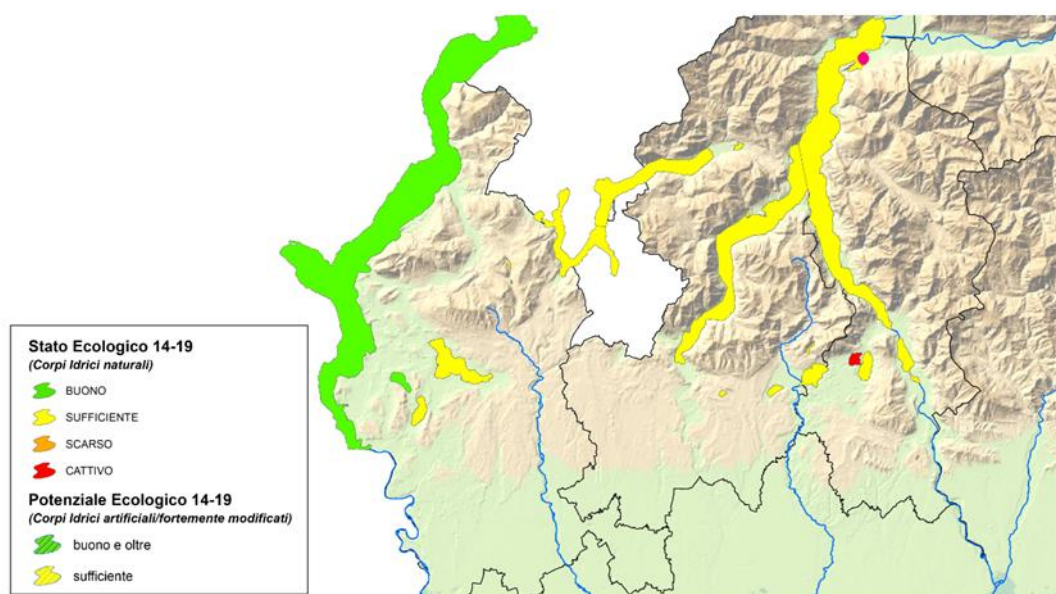 Stato Ecologico 14-19
(Corpi Idrici naturali)
BUONO
SUFFICIENTE
SCARSO
CATTIVO
Potenziale Ecologico 14-19
(Corpi Idrici artificiali/fortemente modificati)
buono e oltre
sufficiente